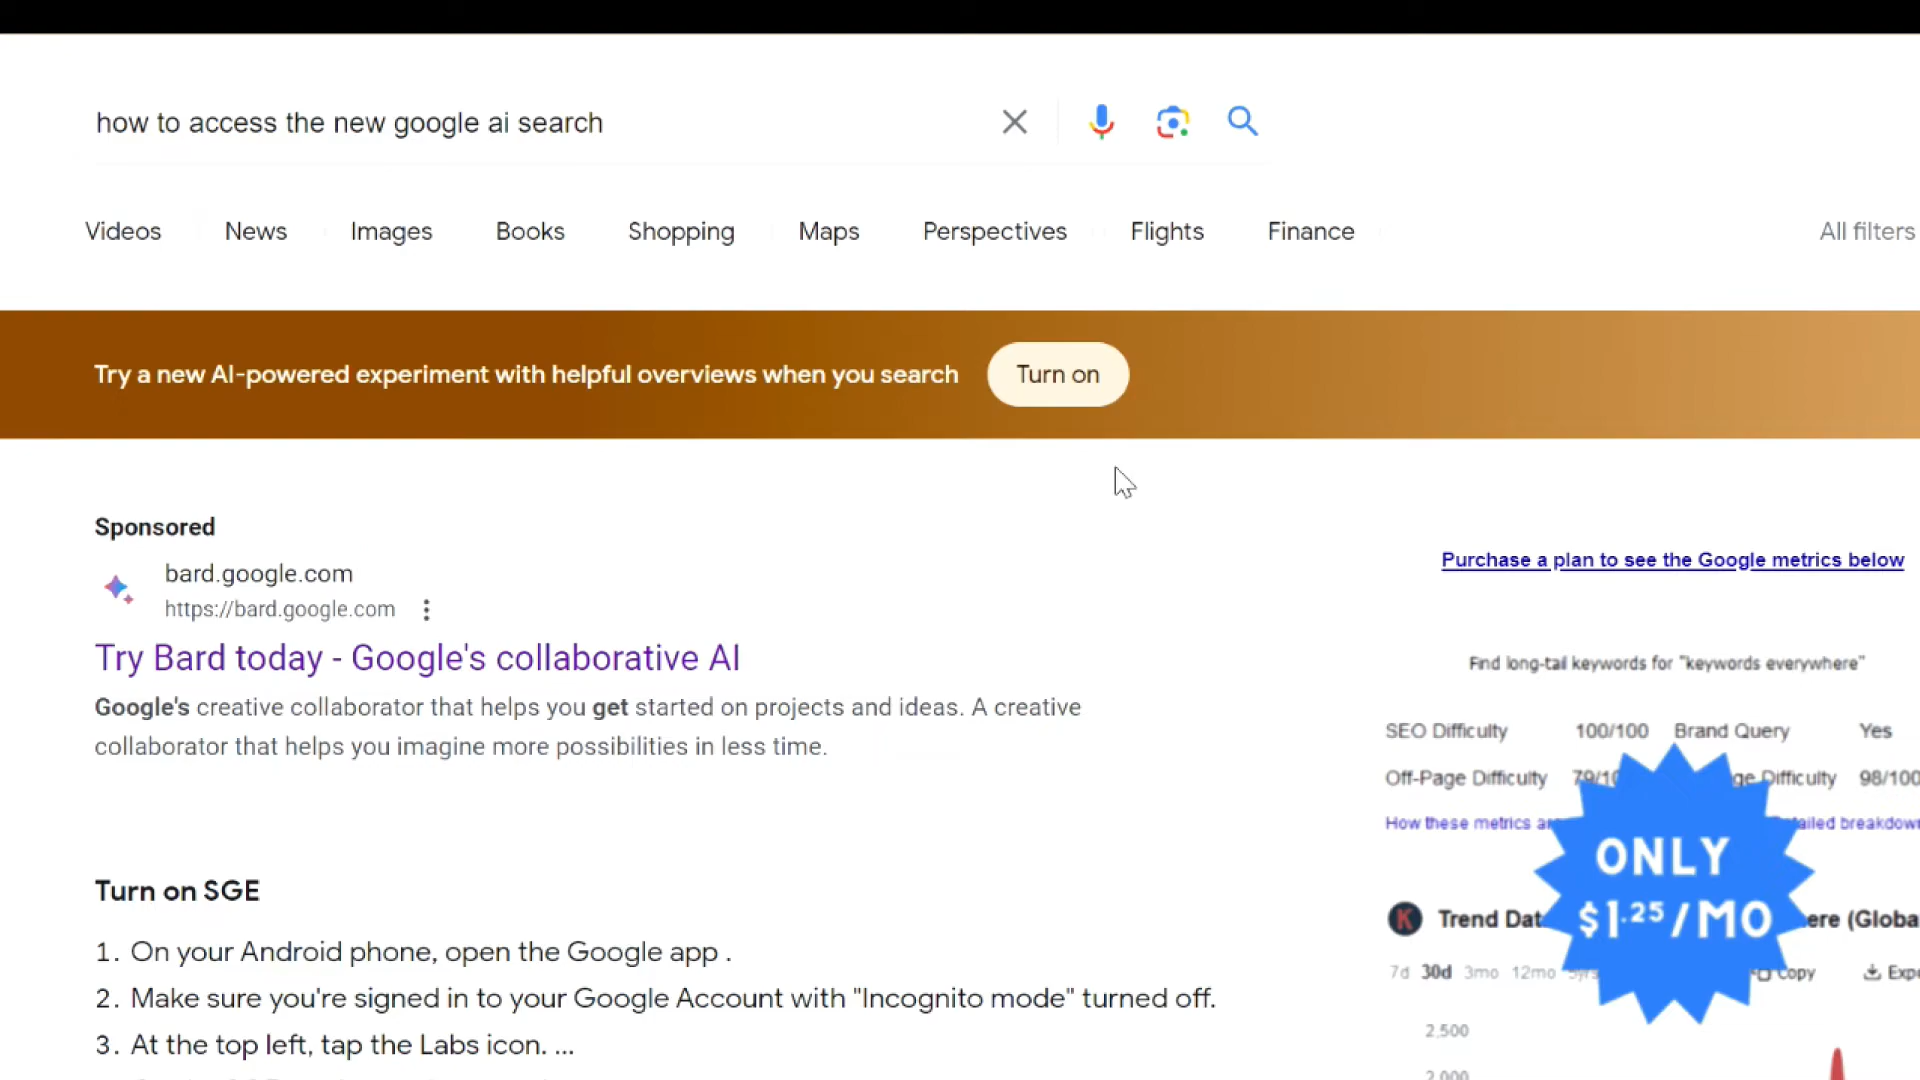 how to access the new google ai search
Videos News Images Books Shopping Maps Perspectives Flights Finance All filters
Try a new AI-powered experiment with helpful overviews when you search Turn on
Sponsored
bard.google.com
https://bard.google.com
Try Bard today - Google's collaborative AI
Google's creative collaborator that helps you get started on projects and ideas. A creative
collaborator that helps you imagine more possibilities in less time.
Turn on SGE
1. On your Android phone, open the Google app .
2. Make sure you're signed in to your Google Account with "Incognito mode" turned off.
3. At the top left, tap the Labs icon. ...
Purchase a plan to see the Google metrics below
Find long-tail keywords for "keywords everywhere"
SEO Difficulty 100/100 Brand Query Yes
Off-Page Difficulty Difficulty 98/100
How these metrics breakdown
ONLY
$1.25/MO
K Trend (Global
7d 30d 3mo 12mo Copy
2,500
2,000